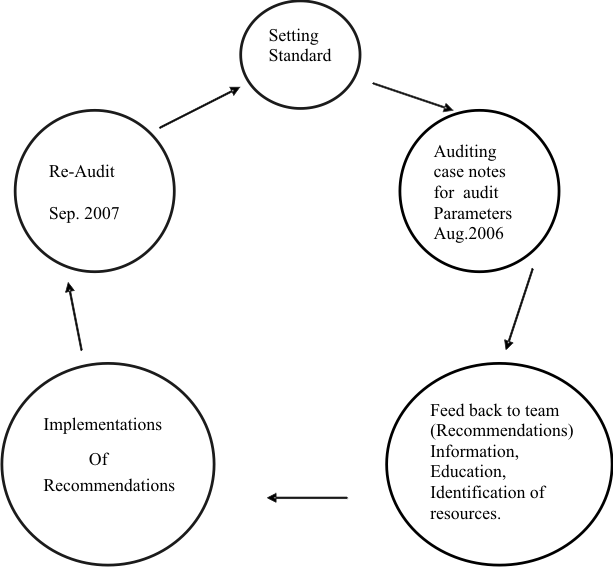 Setting
Standard
Auditing
case notes
for audit
Parameters
Aug.2006
Feed back to team
(Recommendations)
Information,
Education,
Identification of
resources.
Implementations
Of
Recommendations
Re-Audit
Sep. 2007